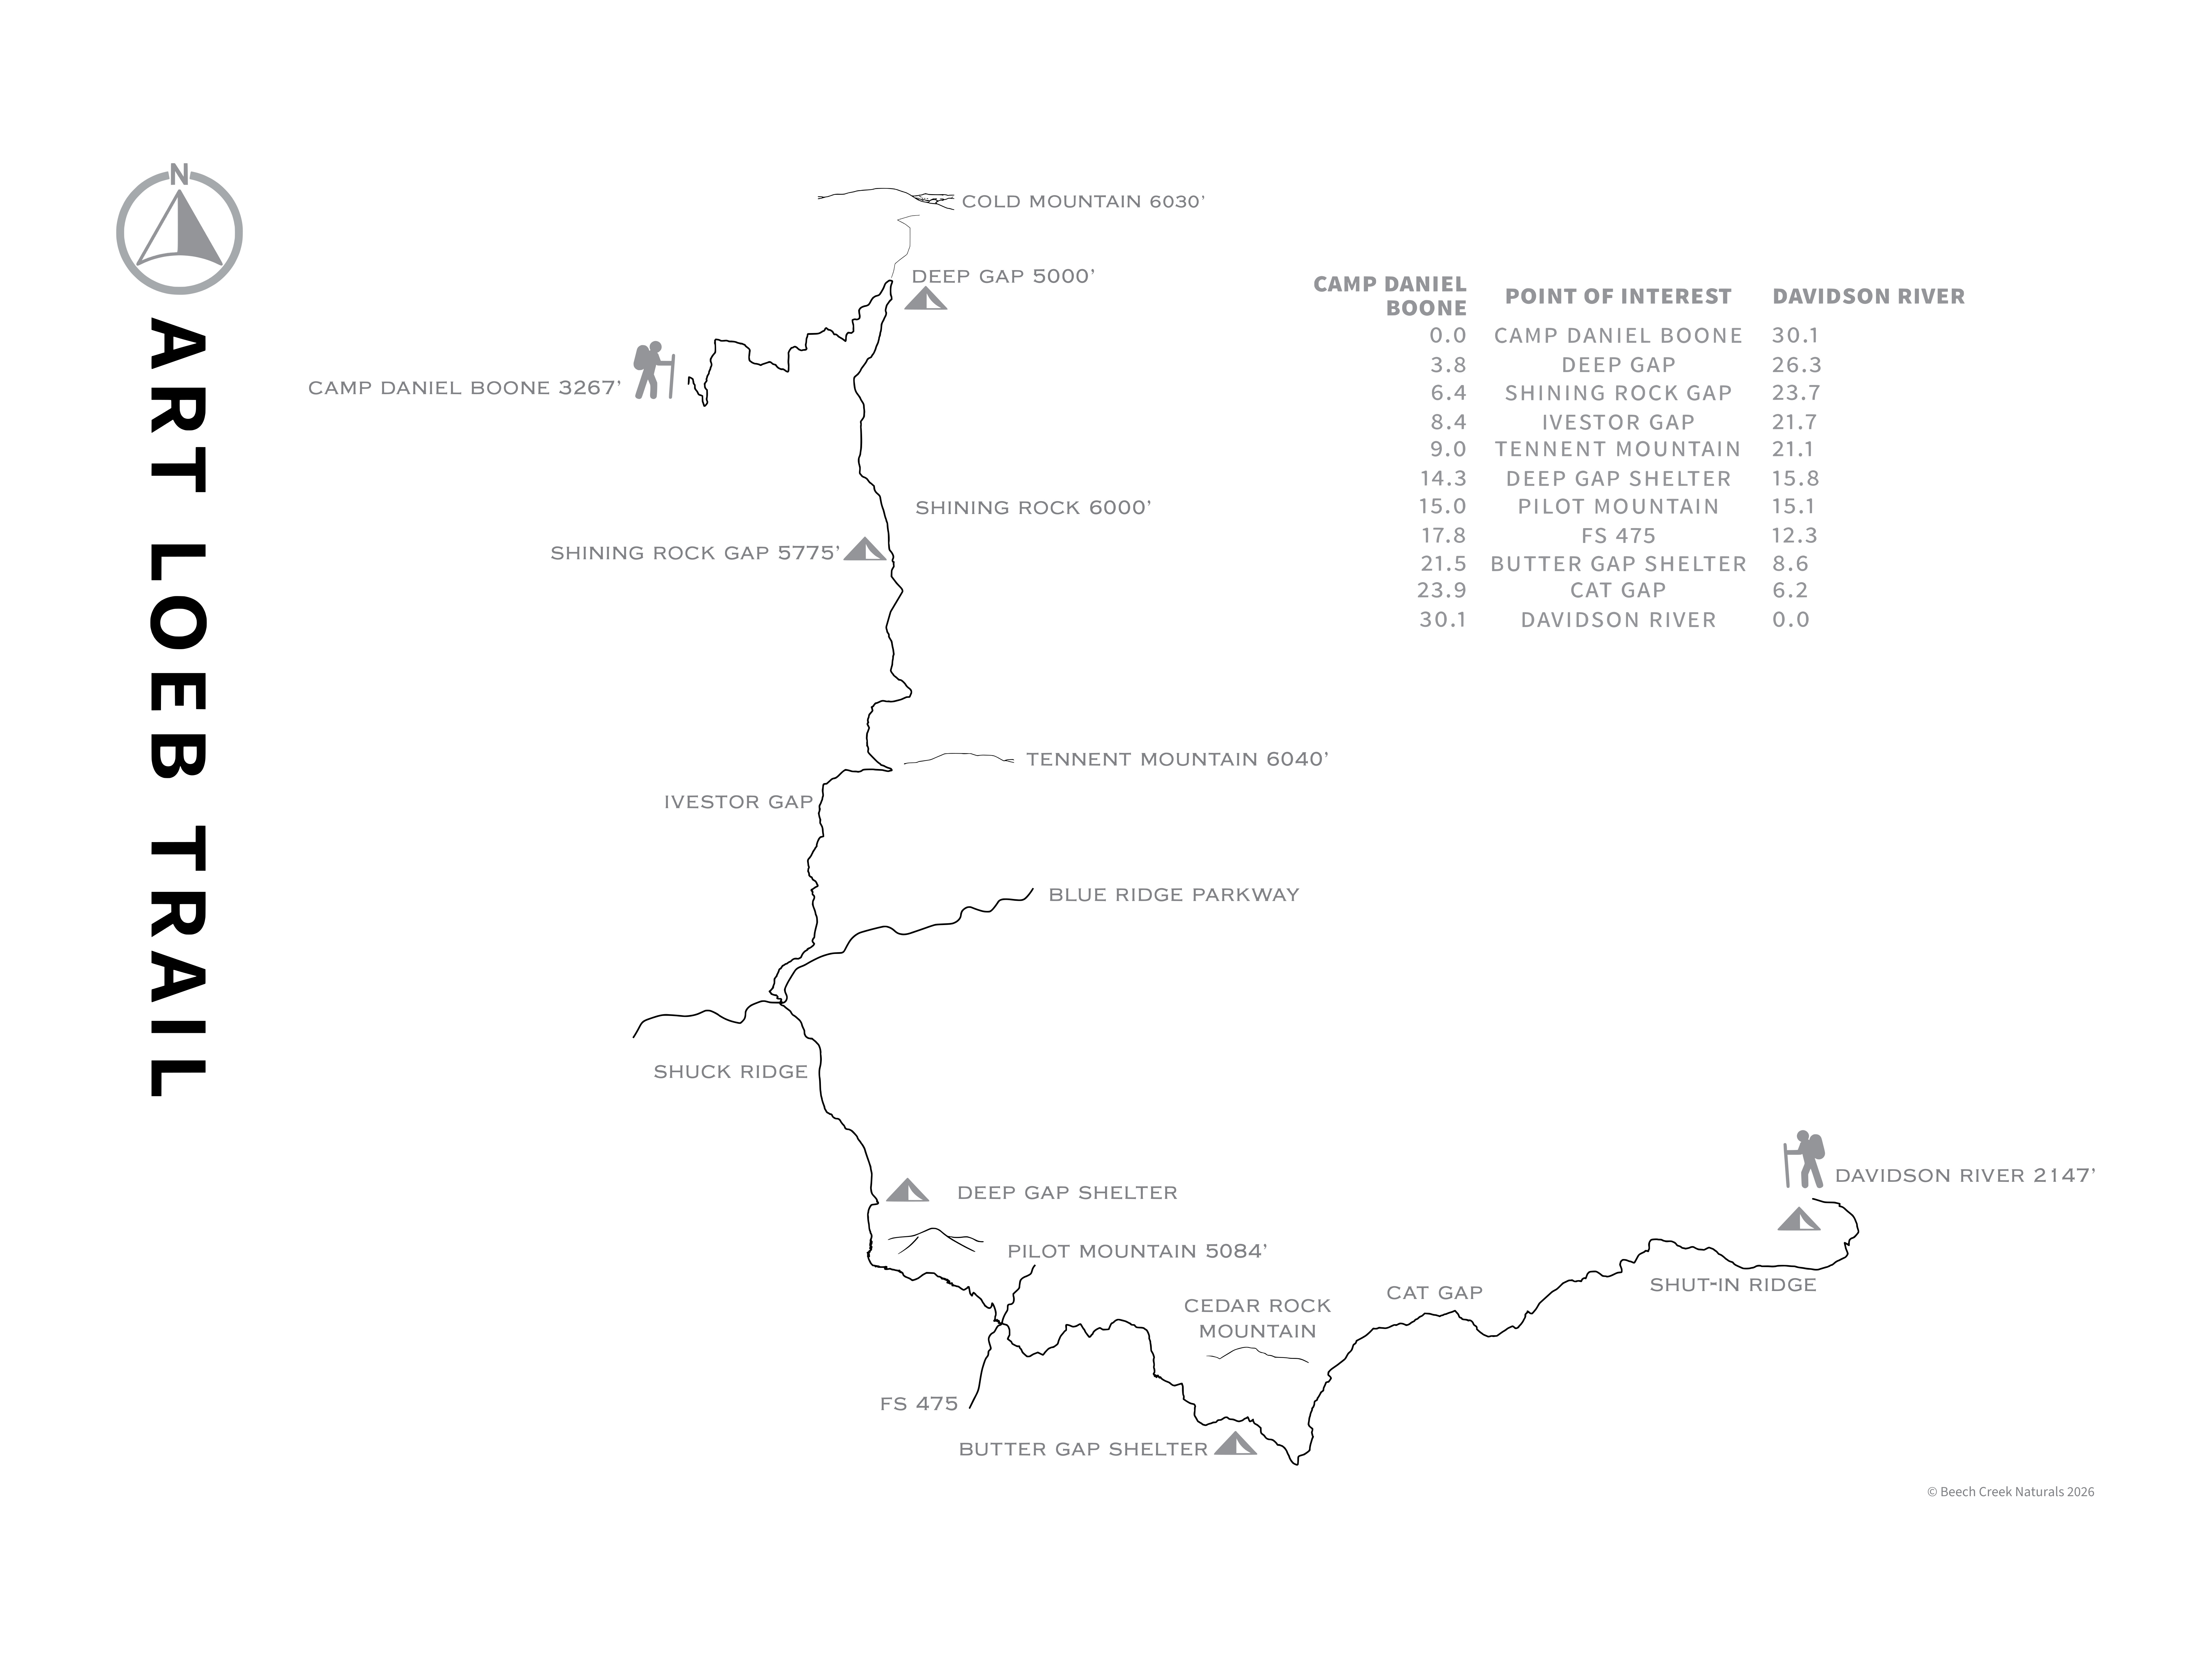 N
ART LOEB TRAIL
COLD MOUNTAIN 6030’
DEEP GAP 5000’
CAMP DANIEL BOONE 3267’
SHINING ROCK 6000’
SHINING ROCK GAP 5775’
TENNENT MOUNTAIN 6040’
IVESTOR GAP
BLUE RIDGE PARKWAY
SHUCK RIDGE
DEEP GAP SHELTER
PILOT MOUNTAIN 5084’
FS 475
CEDAR ROCK
MOUNTAIN
BUTTER GAP SHELTER
CAT GAP
SHUT-IN RIDGE
DAVIDSON RIVER 2147’
CAMP DANIEL
BOONE POINT OF INTEREST DAVIDSON RIVER
0.0 CAMP DANIEL BOONE 30.1
3.8 DEEP GAP 26.3
6.4 SHINING ROCK GAP 23.7
8.4 IVESTOR GAP 21.7
9.0 TENNENT MOUNTAIN 21.1
14.3 DEEP GAP SHELTER 15.8
15.0 PILOT MOUNTAIN 15.1
17.8 FS 475 12.3
21.5 BUTTER GAP SHELTER 8.6
23.9 CAT GAP 6.2
30.1 DAVIDSON RIVER 0.0
© Beech Creek Naturals 2026